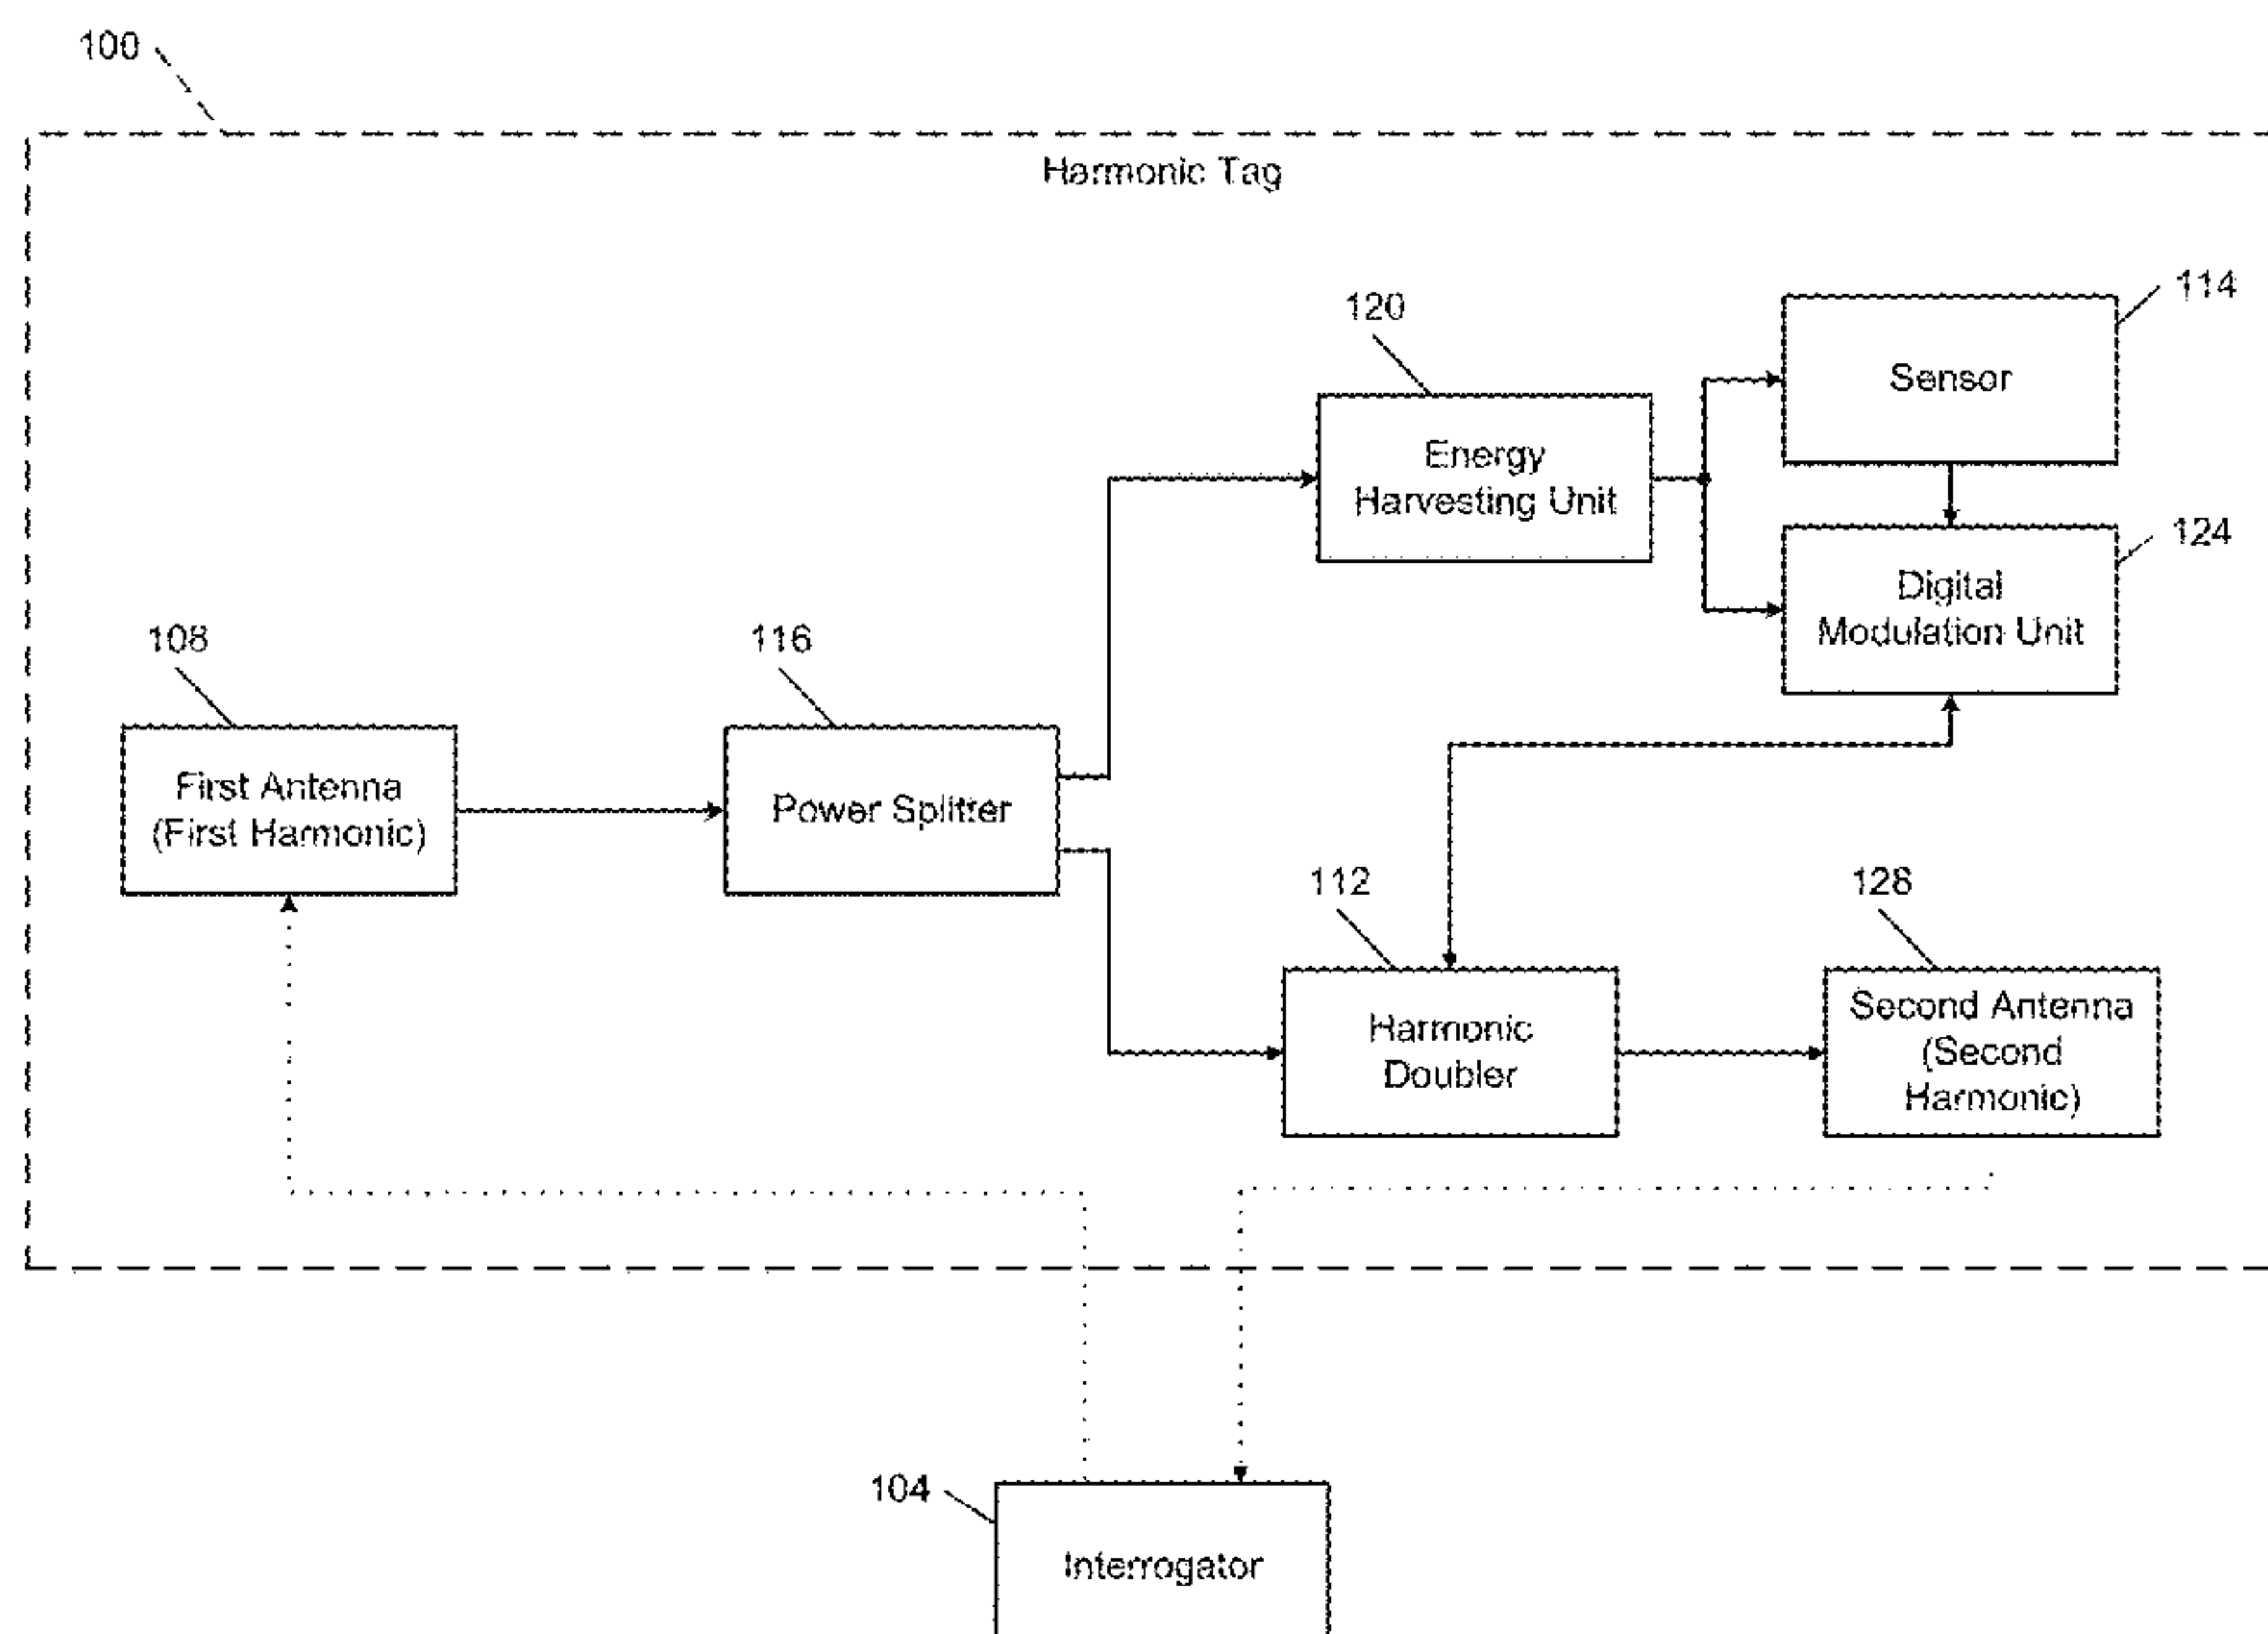 100
Harmonic Tag
114
120
Sensor
Energy
Harvesting Unit
124
Digital
Modulation Unit
108
116
First Antenna
(First Harmonic)
Power Splitter
112
128
Harmonic
Doubler
Second Antenna
(Second
Harmonic)
104
Interrogator